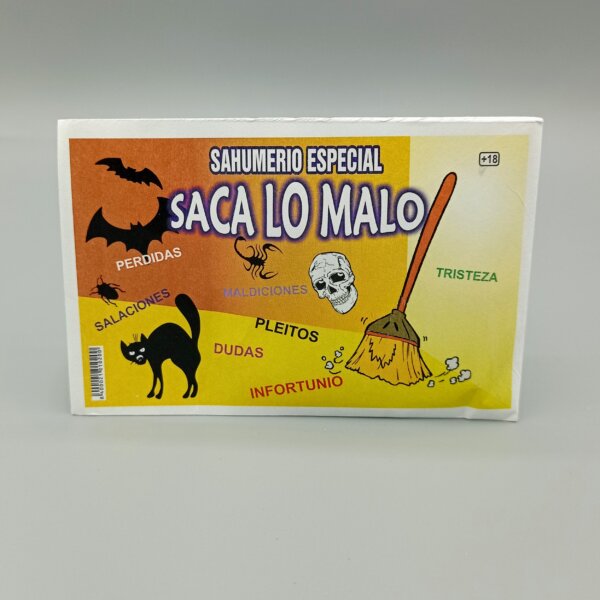 SAHUMERIO ESPECIAL
+18
SACA LO MALO
PERDIDAS
MALDICIONES
TRISTEZA
SALACIONES
PLEITOS
DUDAS
INFORTUNIO